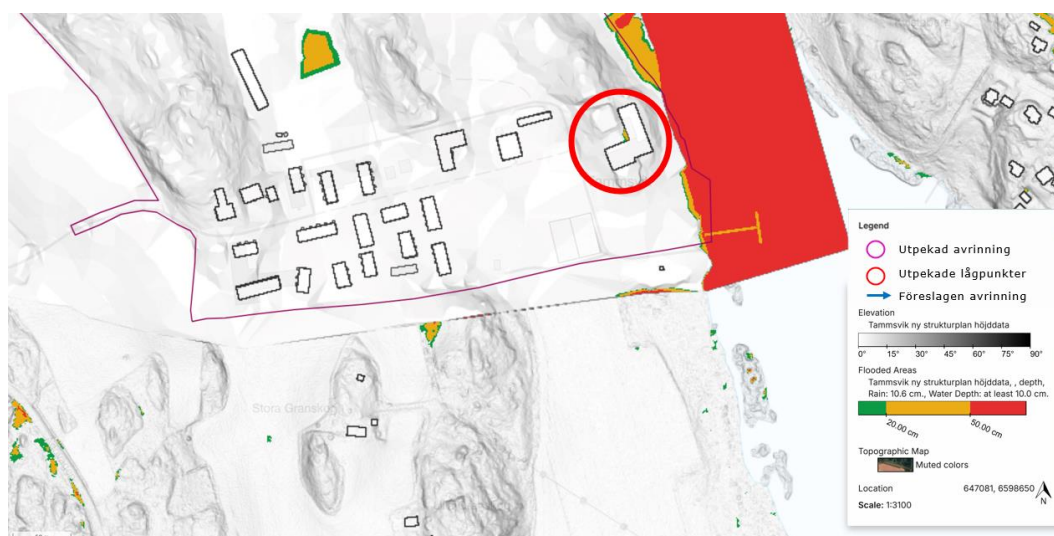 Stora Granskog
Legend
Utpekad avrinning
Utpekade lågpunkter
Föreslagen avrinning
Elevation
Tammsvik ny strukturplan höjddata
0° 15° 30° 45° 60° 75° 90°
Flooded Areas
Tammsvik ny strukturplan höjddata, , depth,
Rain: 10.6 cm., Water Depth: at least 10.0 cm.
20.00 cm 50.00 cm
Topographic Map
Muted colors
Location 647081, 6598650
N
Scale: 1:3100